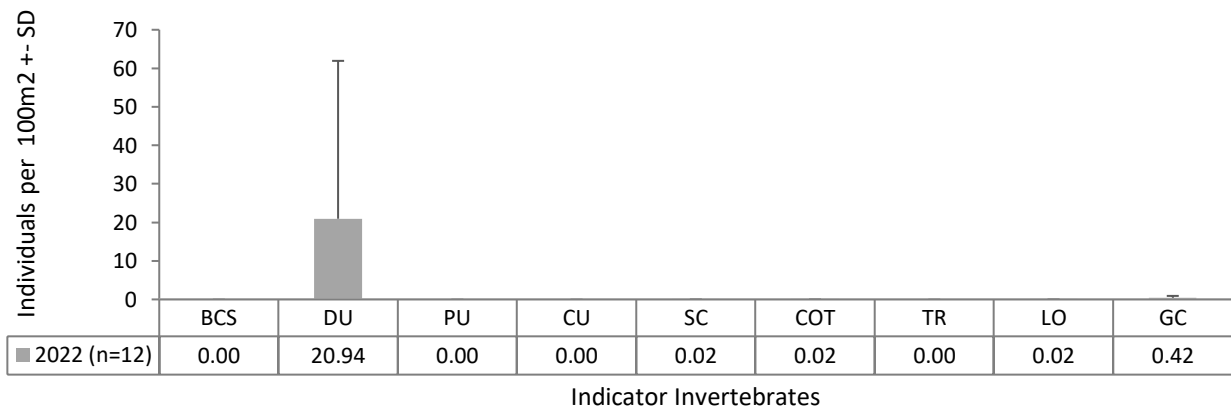 Individuals per 100m2 +- SD
70
60
50
40
30
20
10
0
BCS DU PU CU SC COT TR LO GC
2022 (n=12) 0.00 20.94 0.00 0.00 0.02 0.02 0.00 0.02 0.42
Indicator Invertebrates